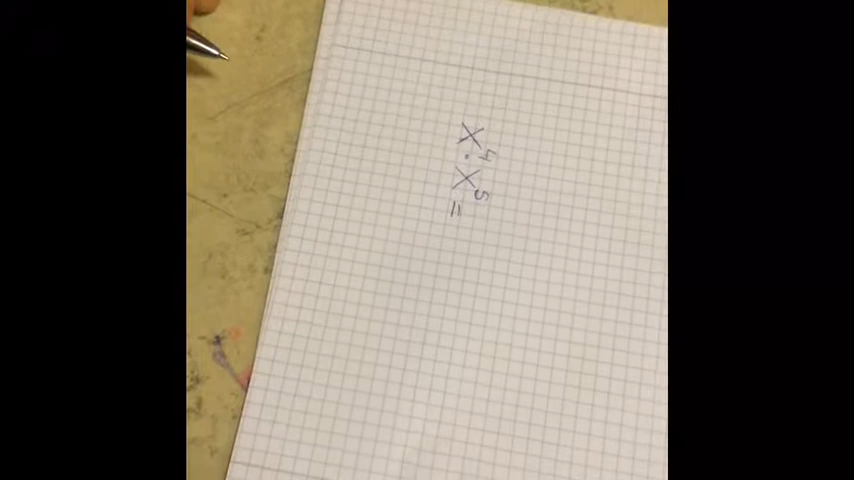 x⁴ · x⁵ =